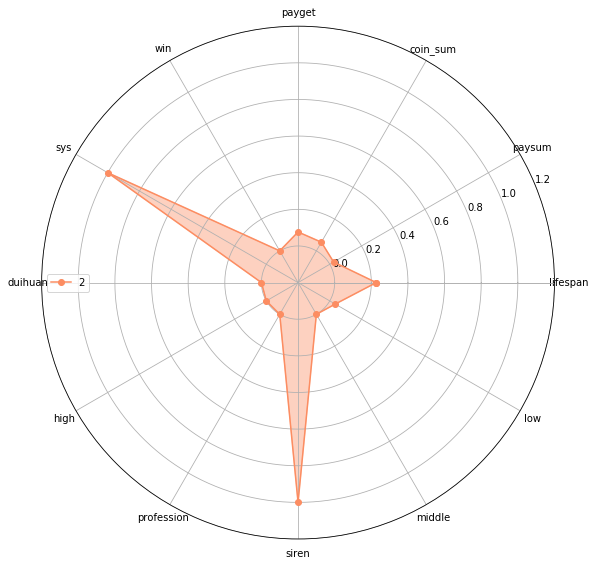 payget
win
coin_sum
sys
paysum
1.2
1.0
0.8
0.6
0.4
0.2
0.0
duihuan
2
lifespan
high
low
profession
middle
siren